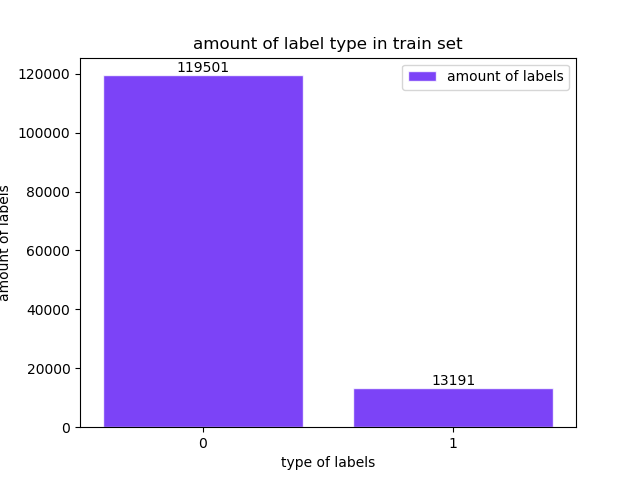 amount of label type in train set
119501
amount of labels
120000
100000
80000
60000
40000
20000
0
amount of labels
13191
0
1
type of labels